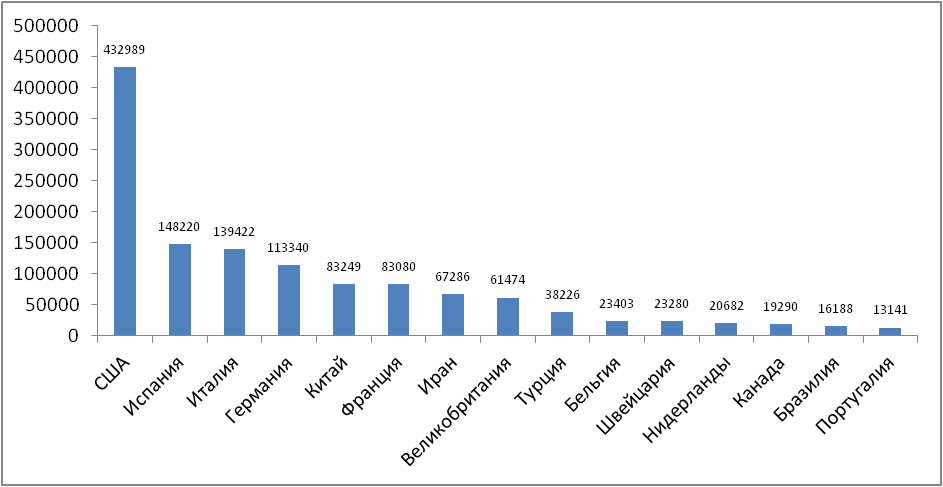 500000
450000
400000
350000
300000
250000
200000
150000
100000
50000
0
432989
148220
139422
113340
83249
83080
67286
61474
38226
23403
23280
20682
19290
16188
13141
США
Испания
Италия
Германия
Китай
Франция
Иран
Великобритания
Турция
Бельгия
Швейцария
Нидерланды
Канада
Бразилия
Португалия